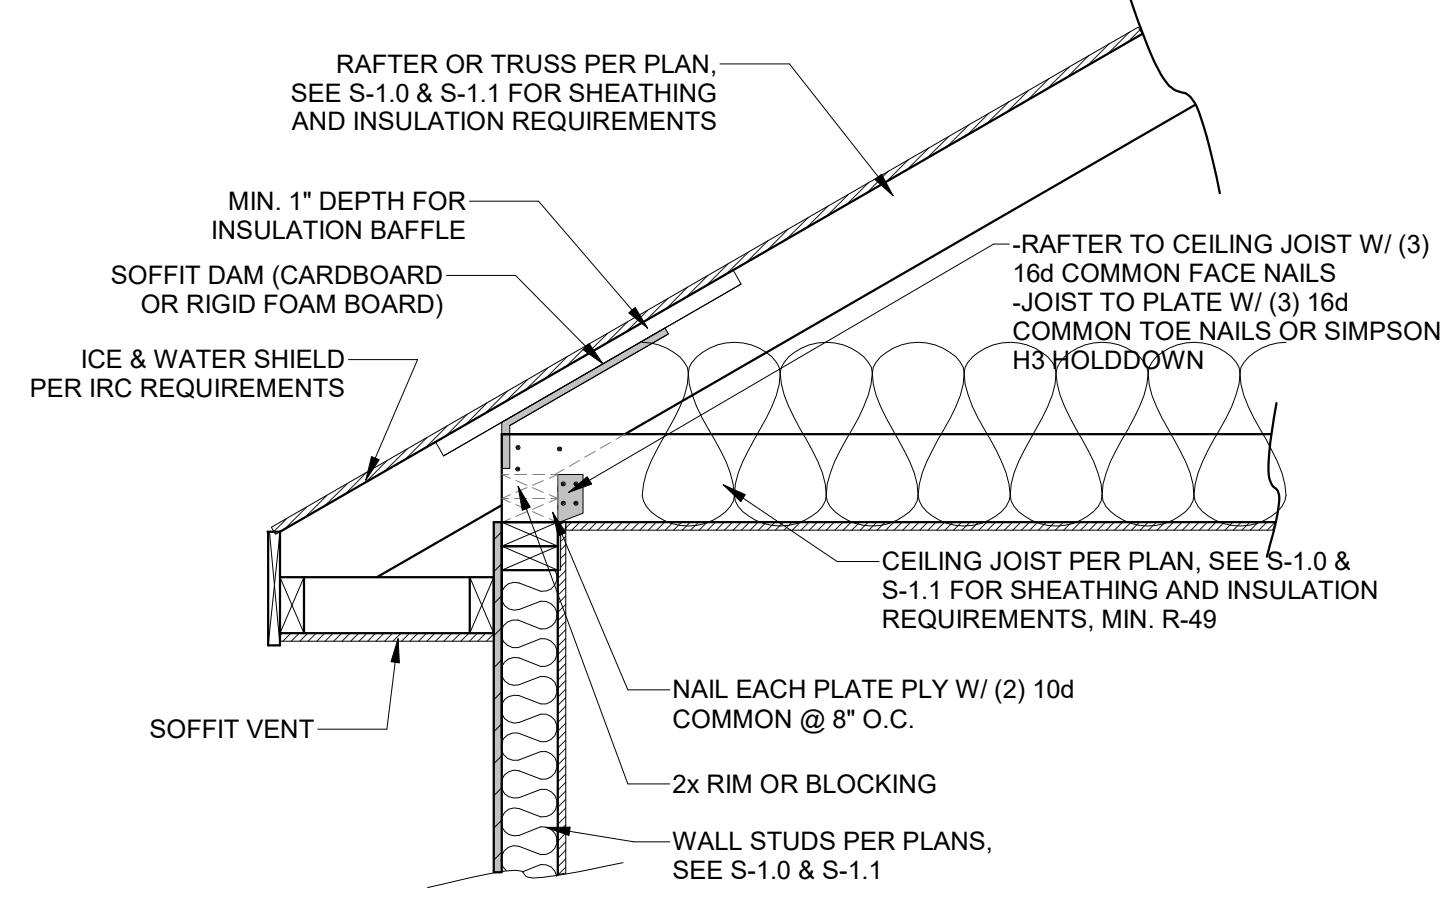 RAFTER OR TRUSS PER PLAN,
SEE S-1.0 & S-1.1 FOR SHEATHING
AND INSULATION REQUIREMENTS
MIN. 1" DEPTH FOR
INSULATION BAFFLE
SOFFIT DAM (CARDBOARD
OR RIGID FOAM BOARD)
ICE & WATER SHIELD
PER IRC REQUIREMENTS
-RAFTER TO CEILING JOIST W/ (3)
16d COMMON FACE NAILS
-JOIST TO PLATE W/ (3) 16d
COMMON TOE NAILS OR SIMPSON
H3 HOLDDOWN
CEILING JOIST PER PLAN, SEE S-1.0 &
S-1.1 FOR SHEATHING AND INSULATION
REQUIREMENTS, MIN. R-49
SOFFIT VENT
NAIL EACH PLATE PLY W/ (2) 10d
COMMON @ 8" O.C.
2x RIM OR BLOCKING
WALL STUDS PER PLANS,
SEE S-1.0 & S-1.1